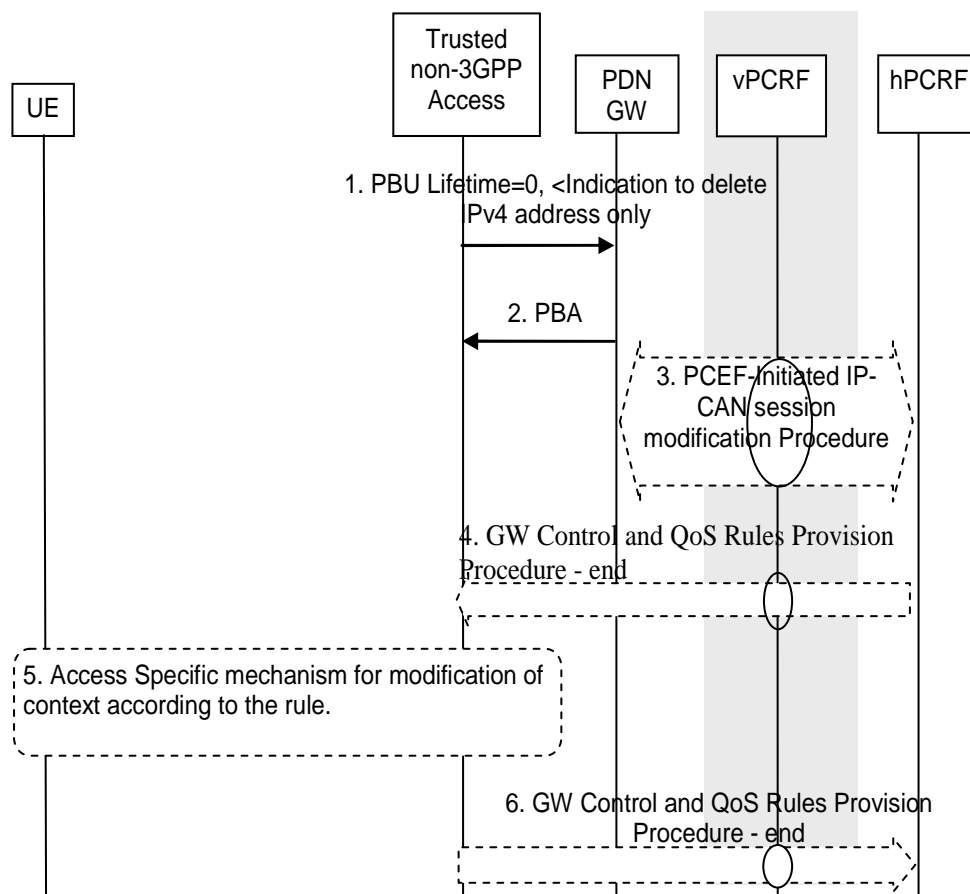 Trusted
non-3GPP
Access
UE
PDN
GW
vPCRF
hPCRF
1. PBU Lifetime=0, <Indication to delete
IPv4 address only
2. PBA
3. PCEF-Initiated IP-
CAN session
modification Procedure
4. GW Control and QoS Rules Provision
Procedure - end
5. Access Specific mechanism for modification of
context according to the rule.
6. GW Control and QoS Rules Provision
Procedure - end